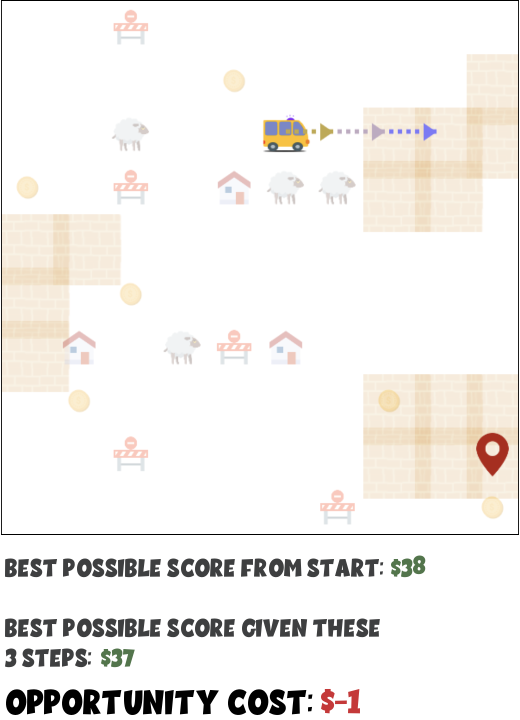 BEST POSSIBLE SCORE FROM START: $38
BEST POSSIBLE SCORE GIVEN THESE
3 STEPS: $37
OPPORTUNITY COST: $-1